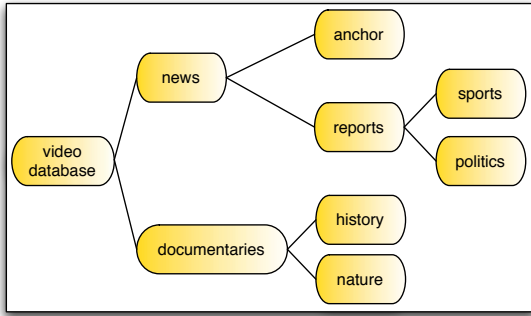 video
database
news
documentaries
anchor
reports
history
nature
sports
politics